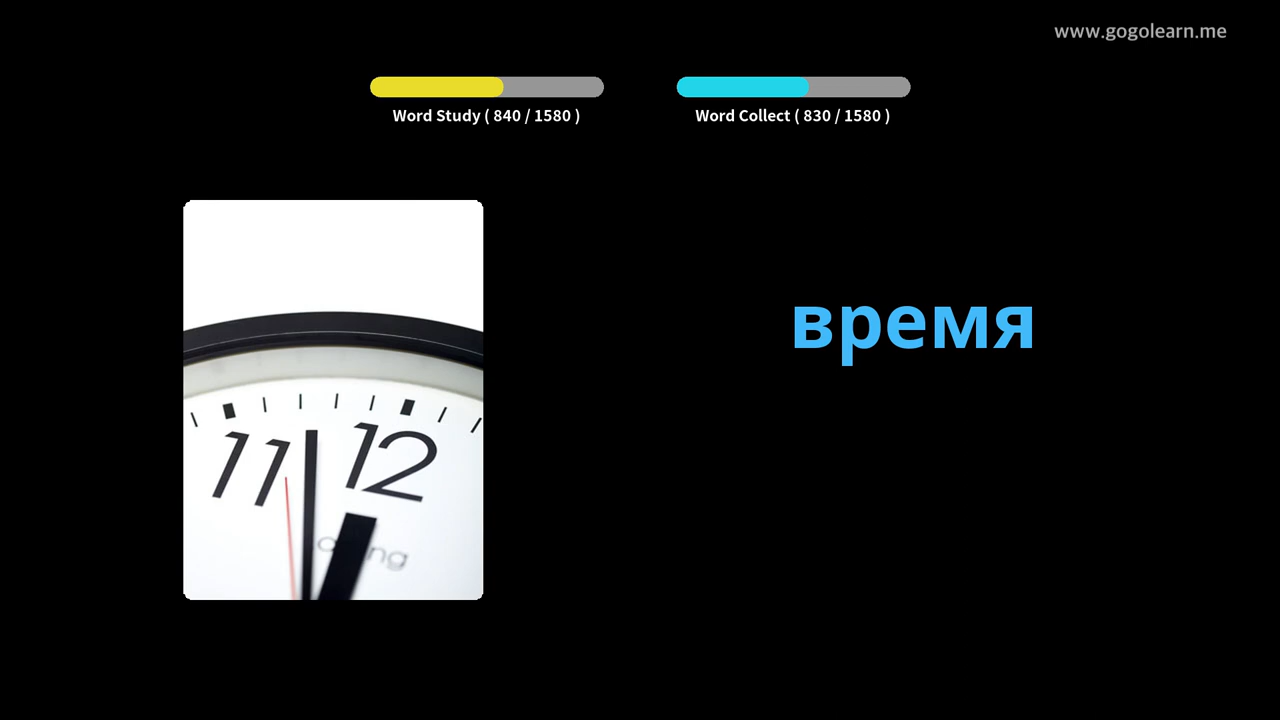 www.gogolearn.me
Word Study ( 840 / 1580 )
Word Collect ( 830 / 1580 )
время
11
12